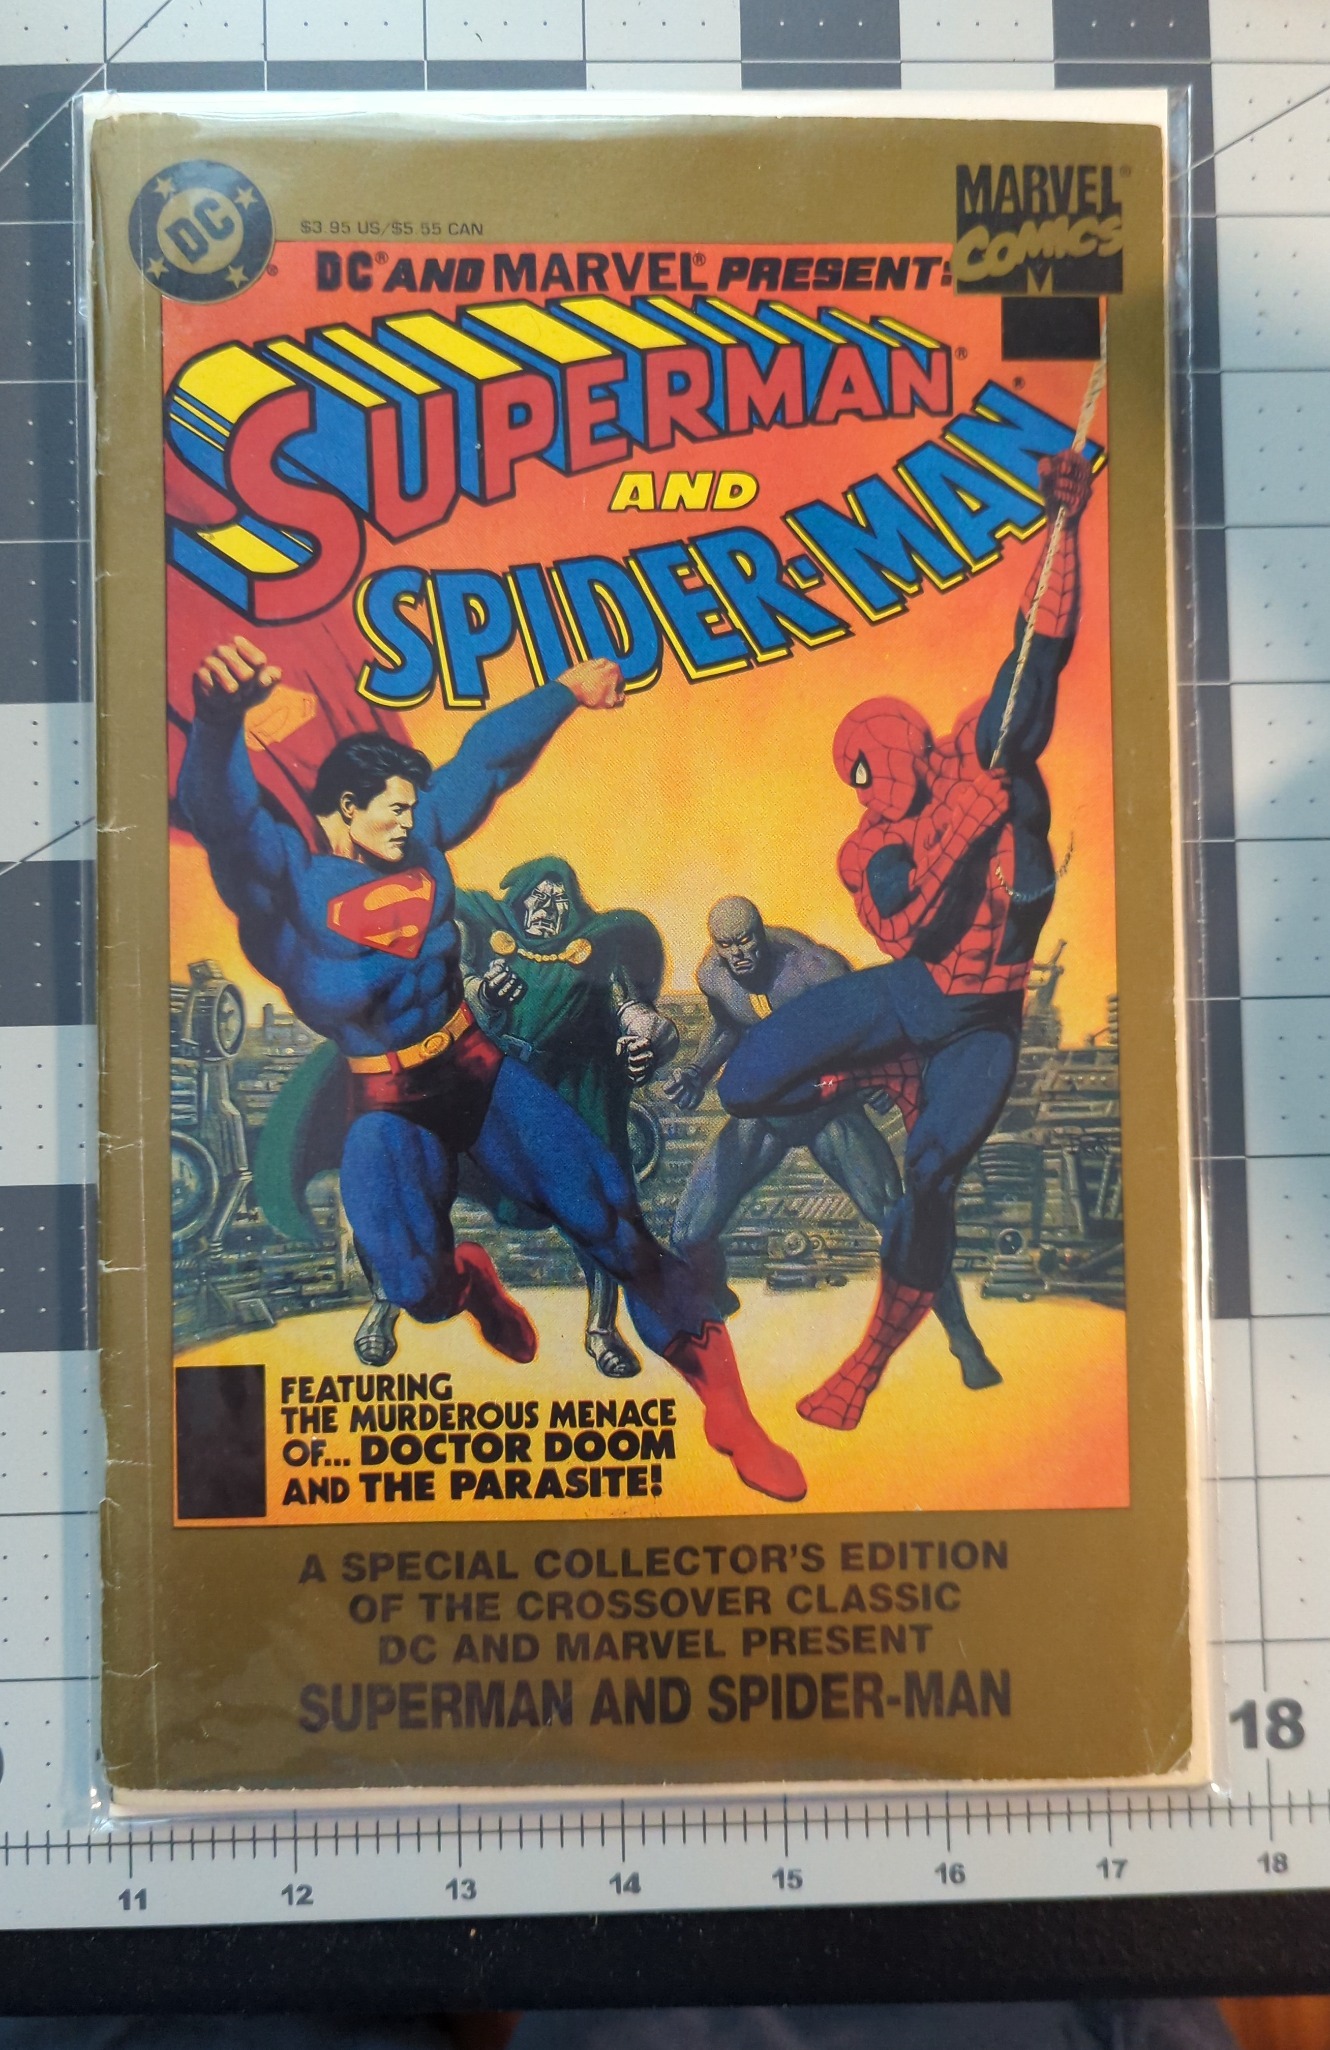 DC
$3.95 US/$5.55 CAN
MARVEL®
COMICS
DC® AND MARVEL® PRESENT:
SUPERMAN®
AND
SPIDER-MAN®
S
FEATURING
THE MURDEROUS MENACE
OF... DOCTOR DOOM
AND THE PARASITE!
A SPECIAL COLLECTOR'S EDITION
OF THE CROSSOVER CLASSIC
DC AND MARVEL PRESENT
SUPERMAN AND SPIDER-MAN
18
11 12 13 14 15 16 17 18